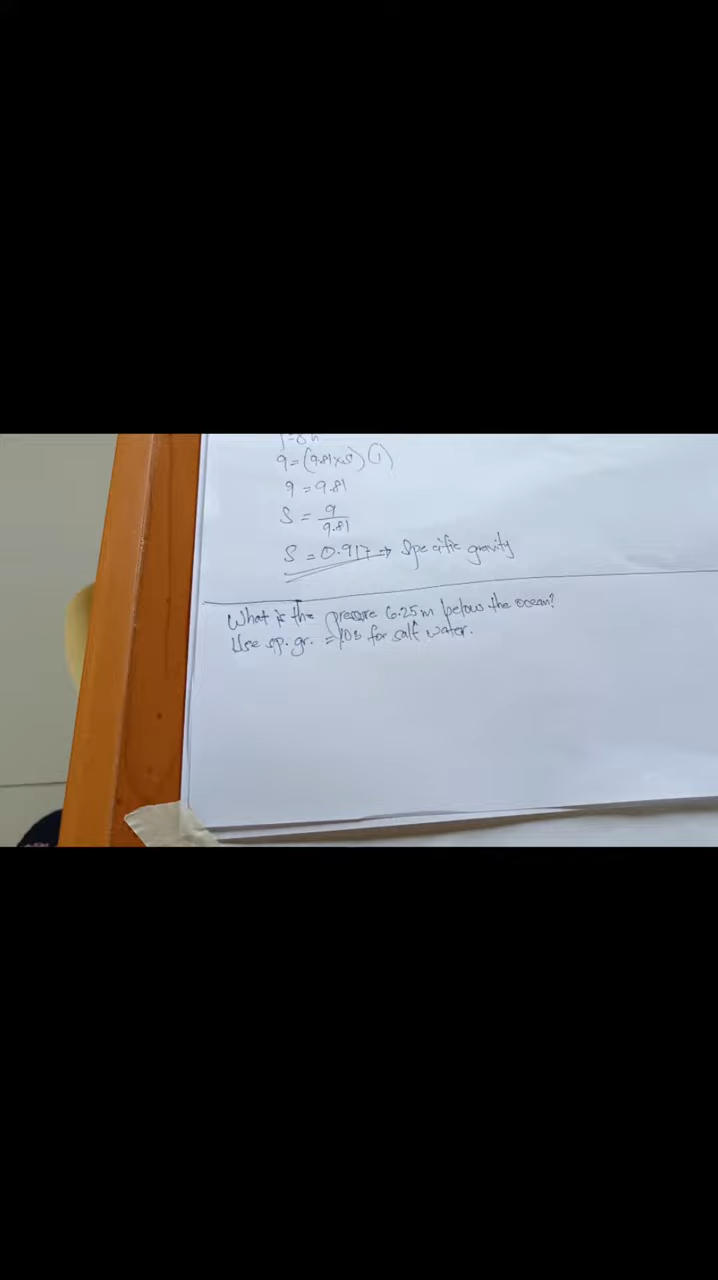 9 = (9.81 x S) (1)
9 = 9.81
S = 9/9.81
S = 0.917 => Specific gravity
What is the pressure 6.25m below the ocean?
Use sp. gr. = 1.03 for salt water.